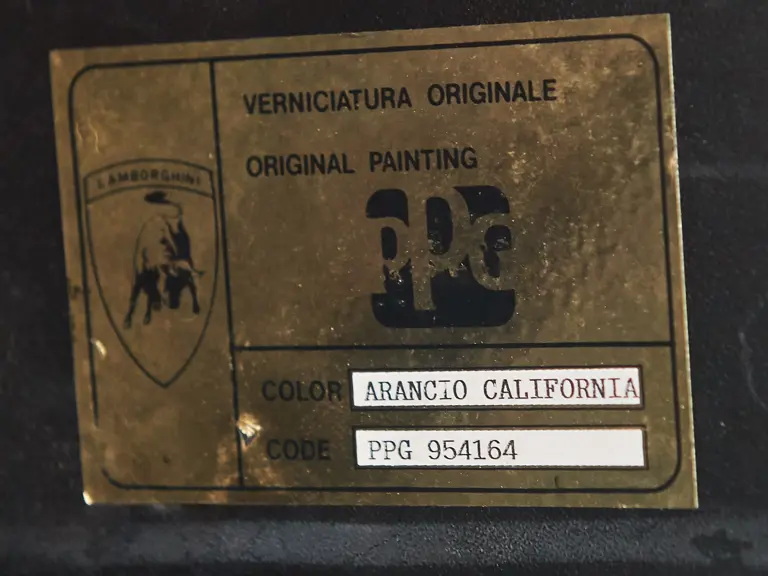 VERNICIATURA ORIGINALE
ORIGINAL PAINTING
LAMBORGHINI
PPG
COLOR ARANCIO CALIFORNIA
CODE PPG 954164